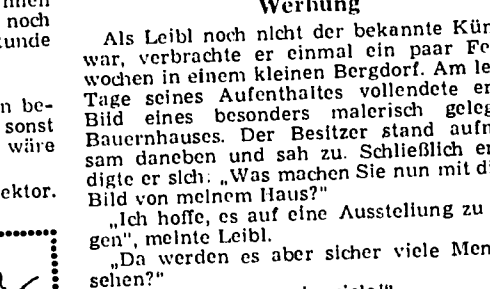 noch
unde
n be-
sonst
wäre
ektor.
Werbung
Als Leibl noch nicht der bekannte Kün
war, verbrachte er einmal ein paar Fe
wochen in einem kleinen Bergdorf. Am le
Tage seines Aufenthaltes vollendete er
Bild eines besonders malerisch geleg
Bauernhauses. Der Besitzer stand aufm
sam daneben und sah zu. Schließlich er
digte er sich: „Was machen Sie nun mit di
Bild von meinem Haus?"
„Ich hoffe, es auf eine Ausstellung zu
gen", meinte Leibl.
„Da werden es aber sicher viele Men
sehen?"